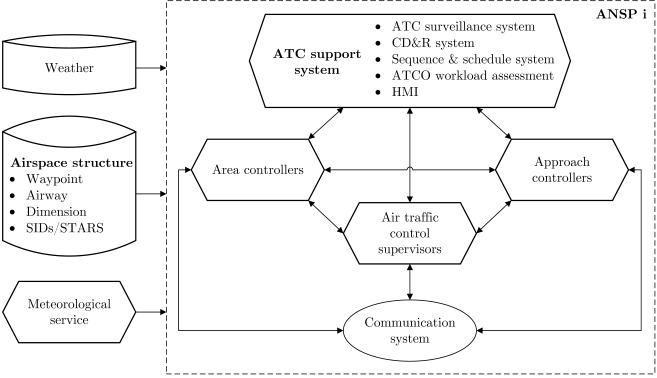 ANSP i
ATC support
system
• ATC surveillance system
• CD&R system
• Sequence & schedule system
• ATCO workload assessment
• HMI
Weather
Airspace structure
• Waypoint
• Airway
• Dimension
• SIDs/STARS
Area controllers
Approach
controllers
Air traffic
control
supervisors
Meteorological
service
Communication
system